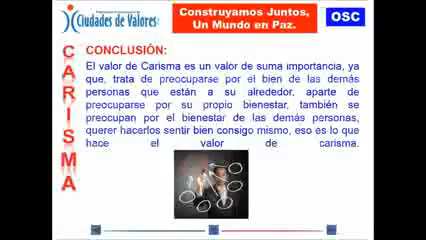 Ciudades de Valores
Construyamos Juntos,
Un Mundo en Paz.
OSC
CARISMA
CONCLUSIÓN:
El valor de Carisma es un valor de suma importancia, ya
que, trata de preocuparse por el bien de las demás
personas que están a su alrededor, aparte de
preocuparse por su propio bienestar, también se
preocupan por el bienestar de las demás personas,
querer hacerlos sentir bien consigo mismo, eso es lo que
hace el valor de carisma.